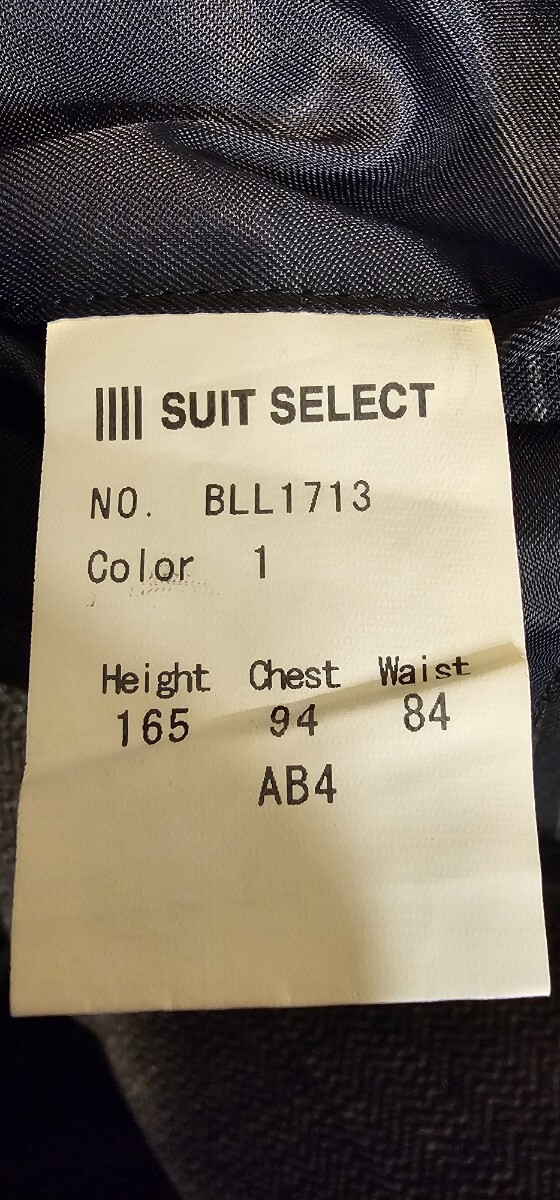 SUIT SELECT
NO. BLL1713
Color 1
Height Chest Waist
165 94 84
AB4